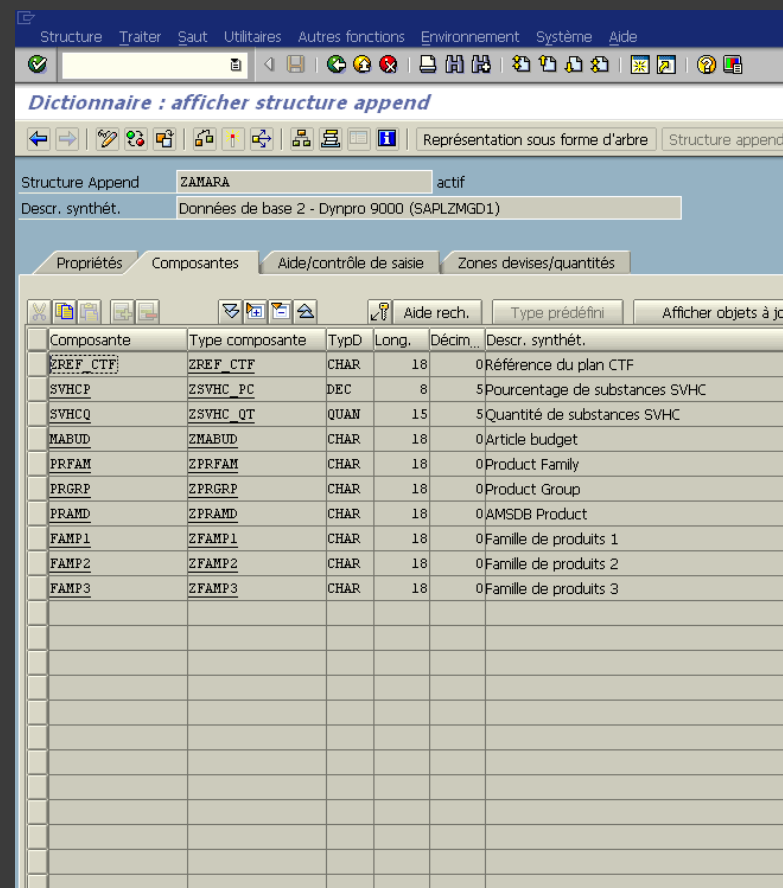 Structure Traiter Saut Utilitaires Autres fonctions Environnement Système Aide
Dictionnaire : afficher structure append
Représentation sous forme d'arbre Structure append
Structure Append ZAMARA actif
Descr. synthét. Données de base 2 - Dynpro 9000 (SAPLZMGD1)
Propriétés Composantes Aide/contrôle de saisie Zones devises/quantités
Aide rech. Type prédéfini Afficher objets à jo
Composante Type composante TypD Long. Décim... Descr. synthét.
ZREF_CTF ZREF_CTF CHAR 18 0 Référence du plan CTF
SVHCP ZSVHC_PC DEC 8 5 Pourcentage de substances SVHC
SVHCQ ZSVHC_QT QUAN 15 5 Quantité de substances SVHC
MABUD ZMABUD CHAR 18 0 Article budget
PRFAM ZPRFAM CHAR 18 0 Product Family
PRGRP ZPRGRP CHAR 18 0 Product Group
PRAMD ZPRAMD CHAR 18 0 AMSDB Product
FAMP1 ZFAMP1 CHAR 18 0 Famille de produits 1
FAMP2 ZFAMP2 CHAR 18 0 Famille de produits 2
FAMP3 ZFAMP3 CHAR 18 0 Famille de produits 3